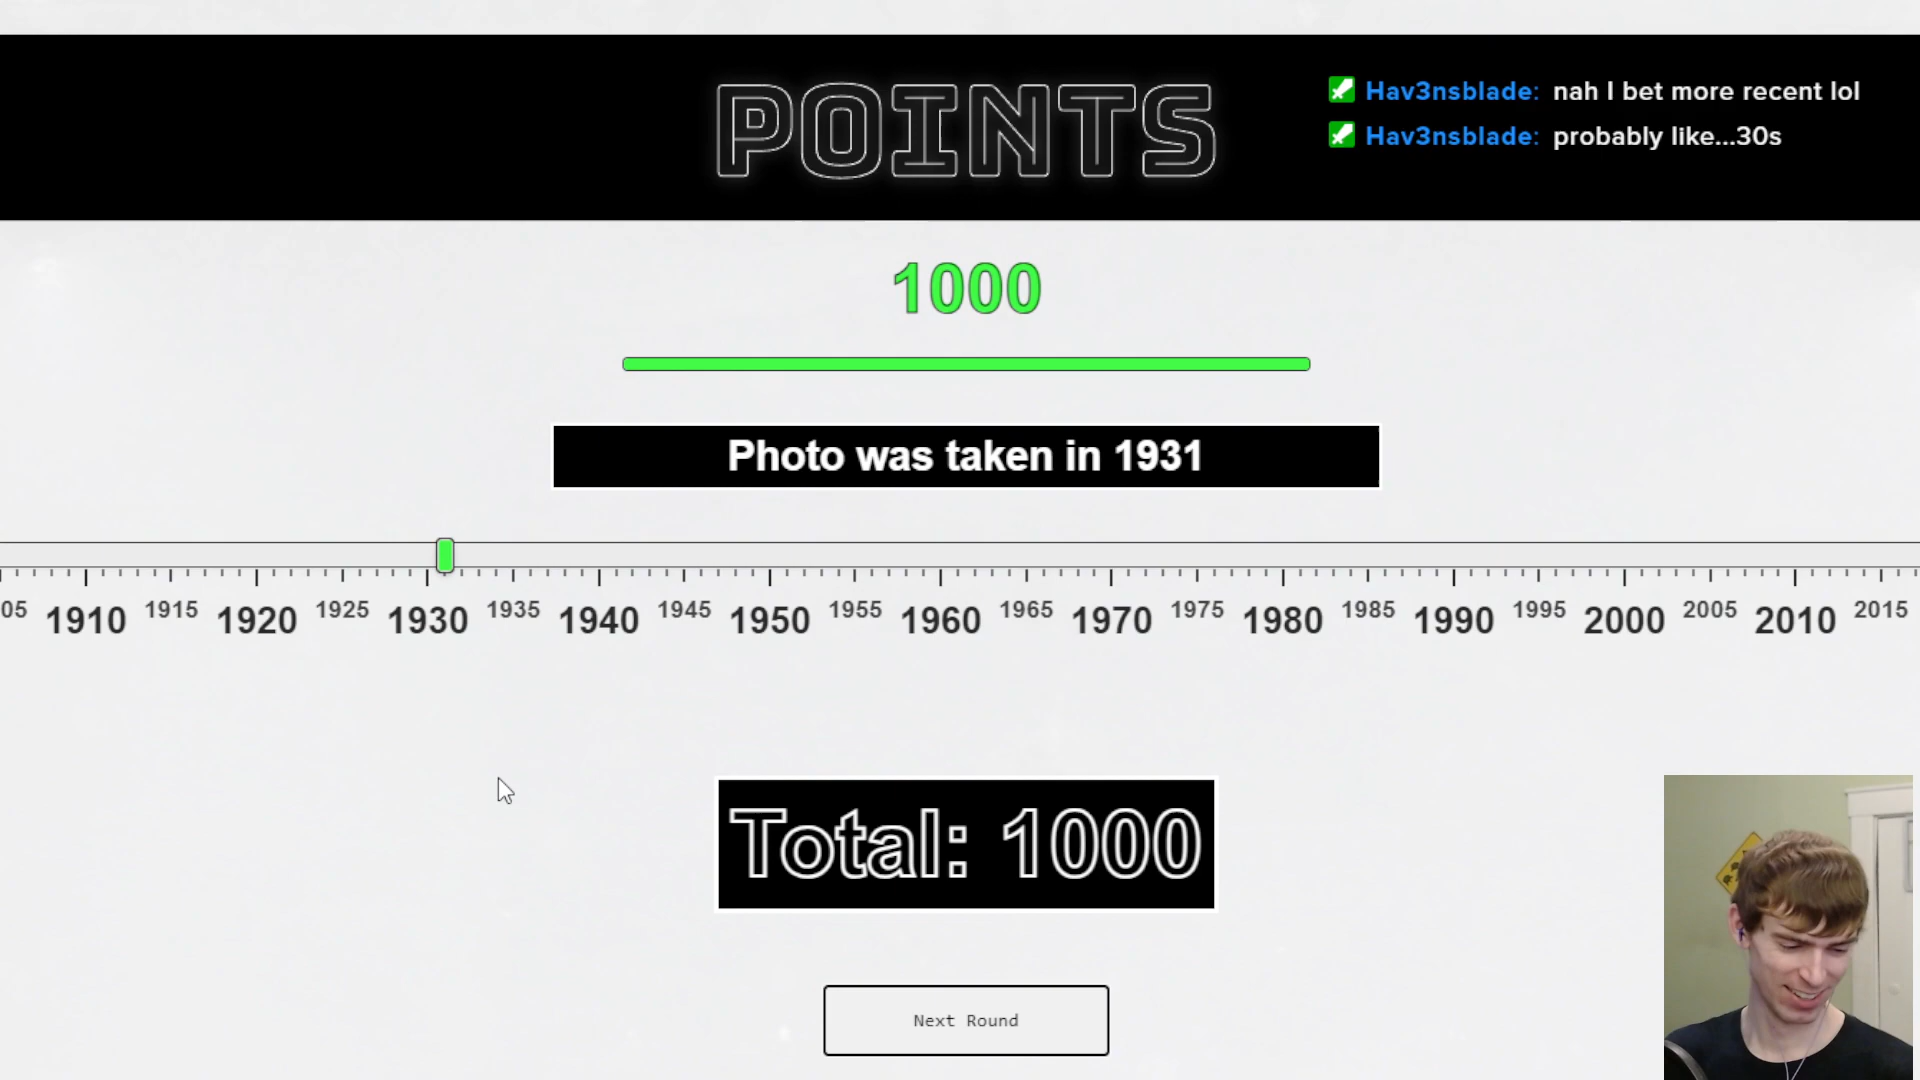 POINTS
Hav3nsblade: nah I bet more recent lol
Hav3nsblade: probably like...30s
1000
Photo was taken in 1931
05 1910 1915 1920 1925 1930 1935 1940 1945 1950 1955 1960 1965 1970 1975 1980 1985 1990 1995 2000 2005 2010 2015
Total: 1000
Next Round